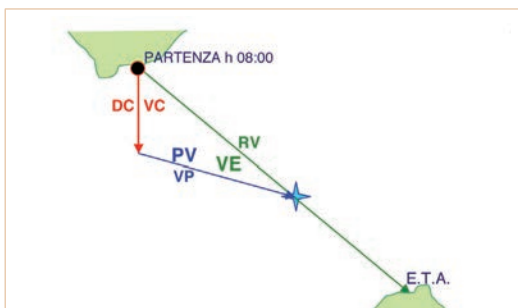 PARTENZA h 08:00
DC VC
RV
PV
VE
VP
E.T.A.